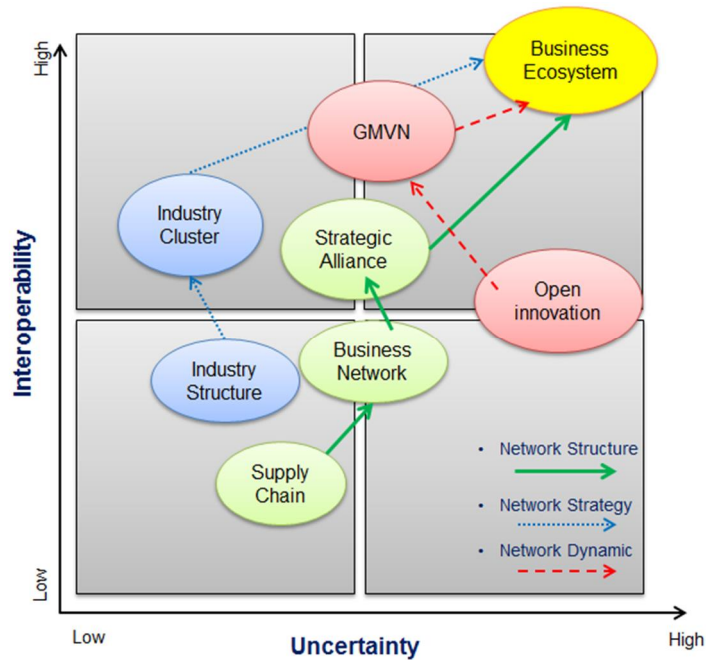 High
Business
Ecosystem
GMVN
Industry
Cluster
Strategic
Alliance
Open
innovation
Interoperability
Business
Network
Industry
Structure
Supply
Chain
• Network Structure
• Network Strategy
• Network Dynamic
Low
Low
Uncertainty
High